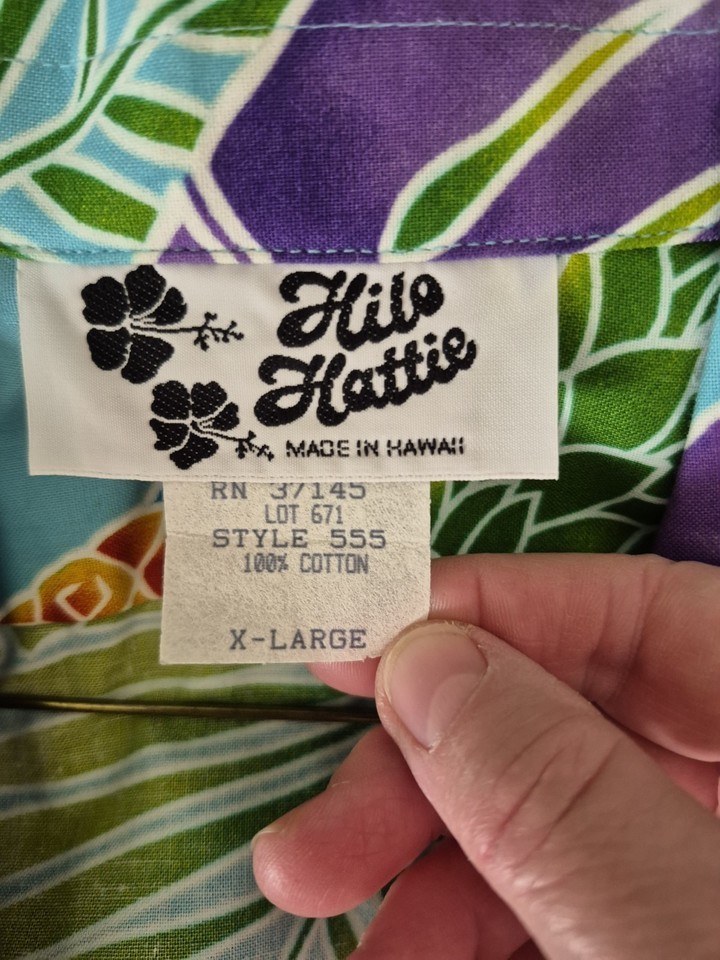 Hilo
Hattie
MADE IN HAWAII
RN 37145
LOT 671
STYLE 555
100% COTTON
X-LARGE